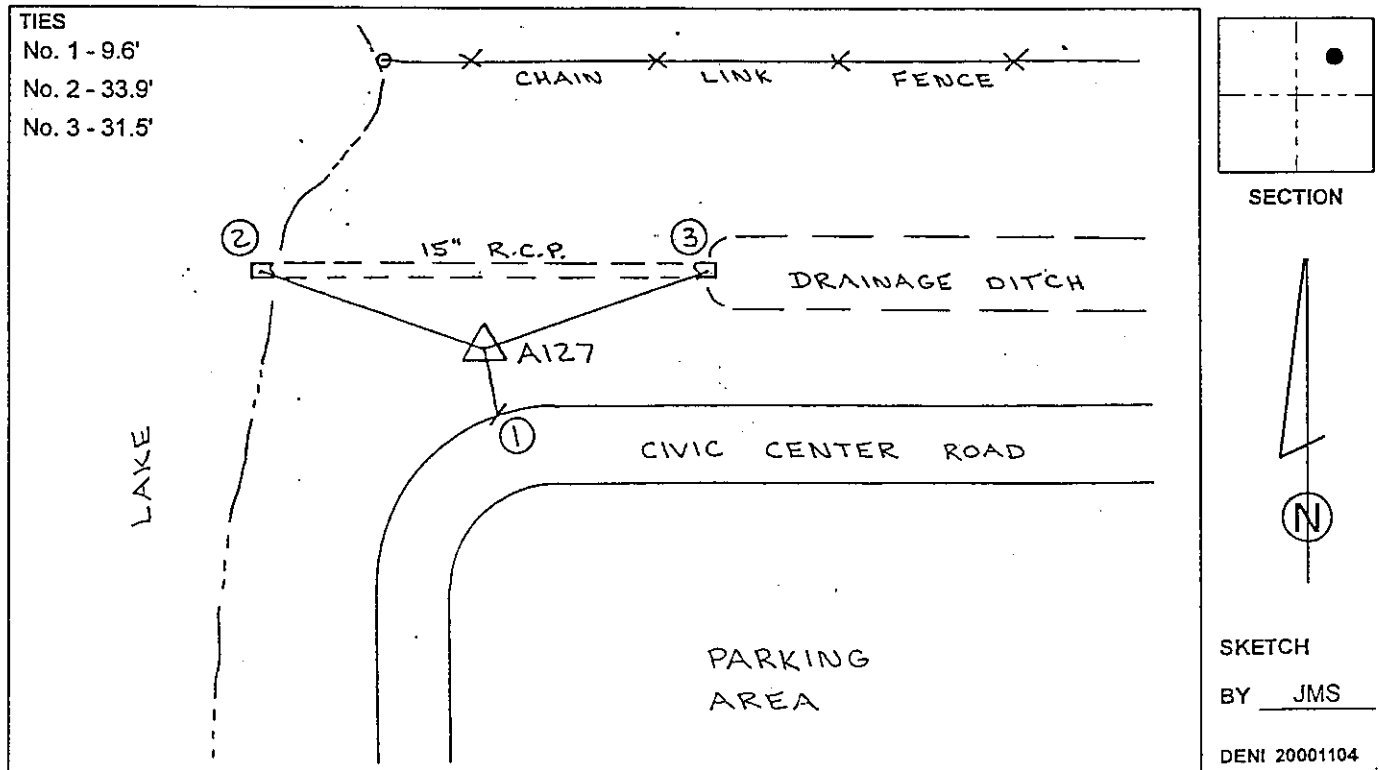 TIES
No. 1 - 9.6'
No. 2 - 33.9'
No. 3 - 31.5'
CHAIN LINK FENCE
SECTION
2
15" R.C.P.
3
DRAINAGE DITCH
A127
1
CIVIC CENTER ROAD
LAKE
N
PARKING
AREA
SKETCH
BY JMS
DENI 20001104